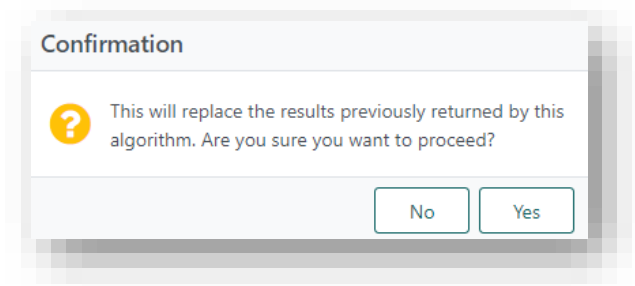 Confirmation
?
This will replace the results previously returned by this
algorithm. Are you sure you want to proceed?
No Yes